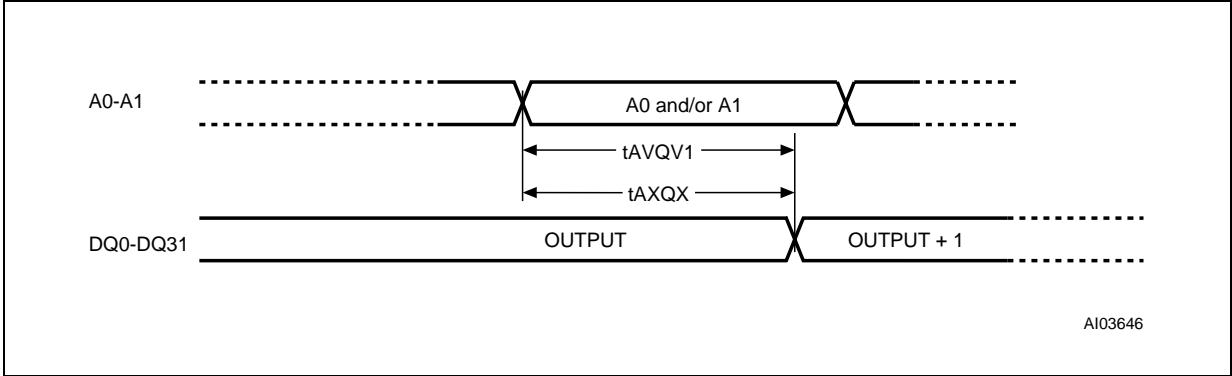 A0-A1
A0 and/or A1
tAVQV1
tAXQX
DQ0-DQ31
OUTPUT
OUTPUT + 1
AI03646